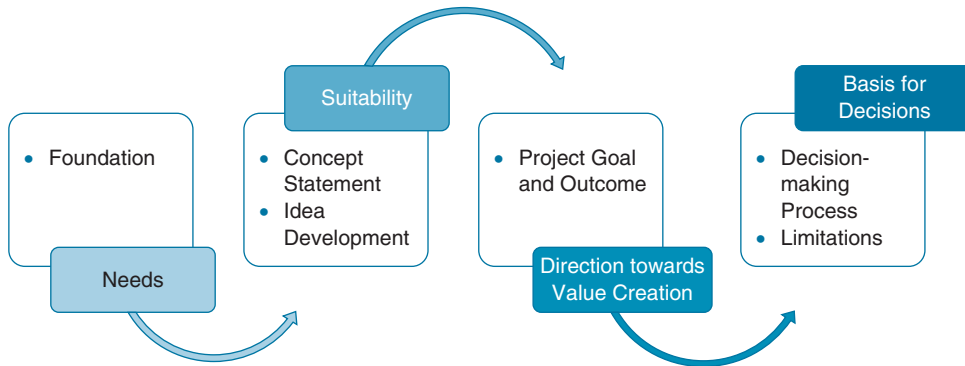 • Foundation
Needs
Suitability
• Concept
Statement
• Idea
Development
• Project Goal
and Outcome
Direction towards
Value Creation
Basis for
Decisions
• Decision-
making
Process
• Limitations